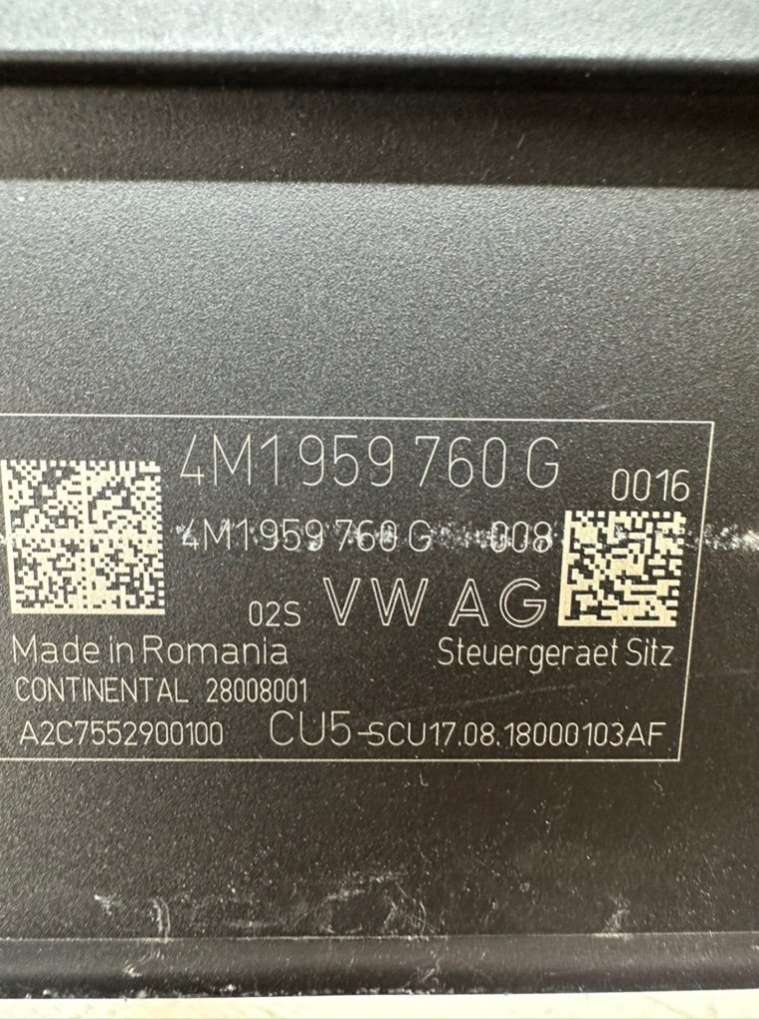 4M1 959 760 G
0016
4M1 959 760 G 008
02S VW AG
Made in Romania Steuergeraet Sitz
CONTINENTAL 28008001
A2C7552900100 CU5-SCU17.08.18000103AF